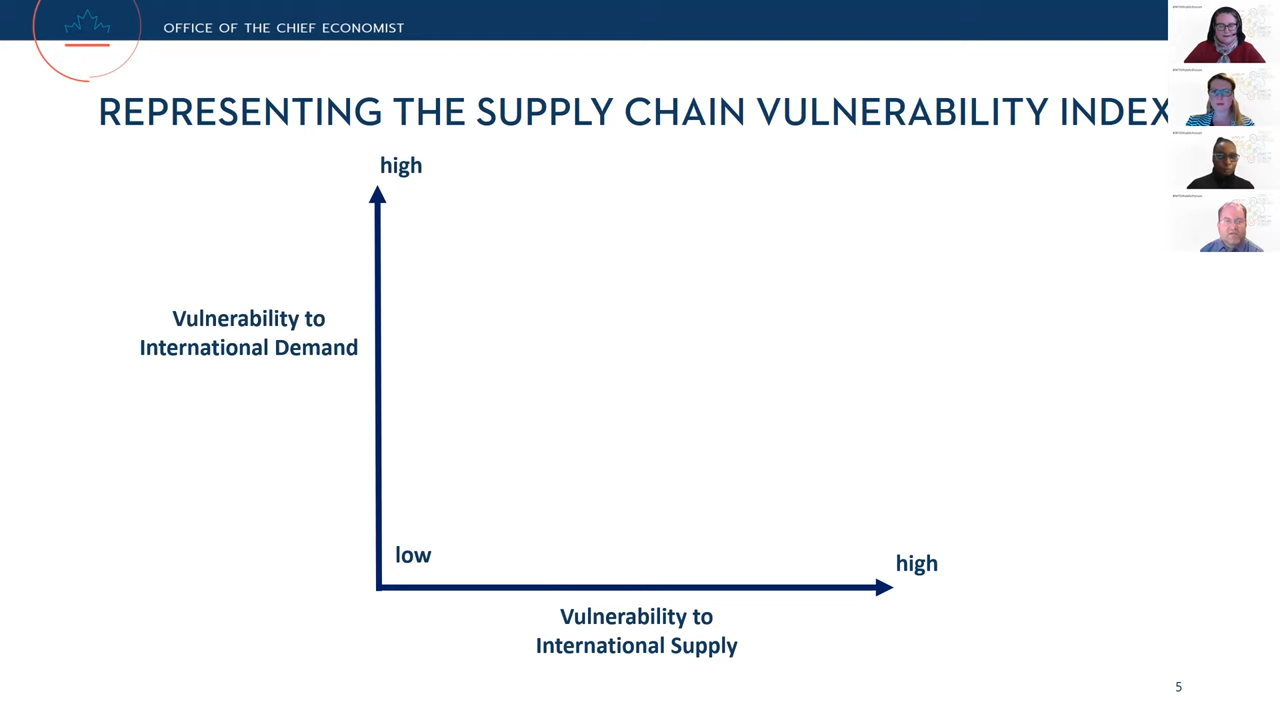 OFFICE OF THE CHIEF ECONOMIST
REPRESENTING THE SUPPLY CHAIN VULNERABILITY INDEX
high
Vulnerability to
International Demand
low
high
Vulnerability to
International Supply
5